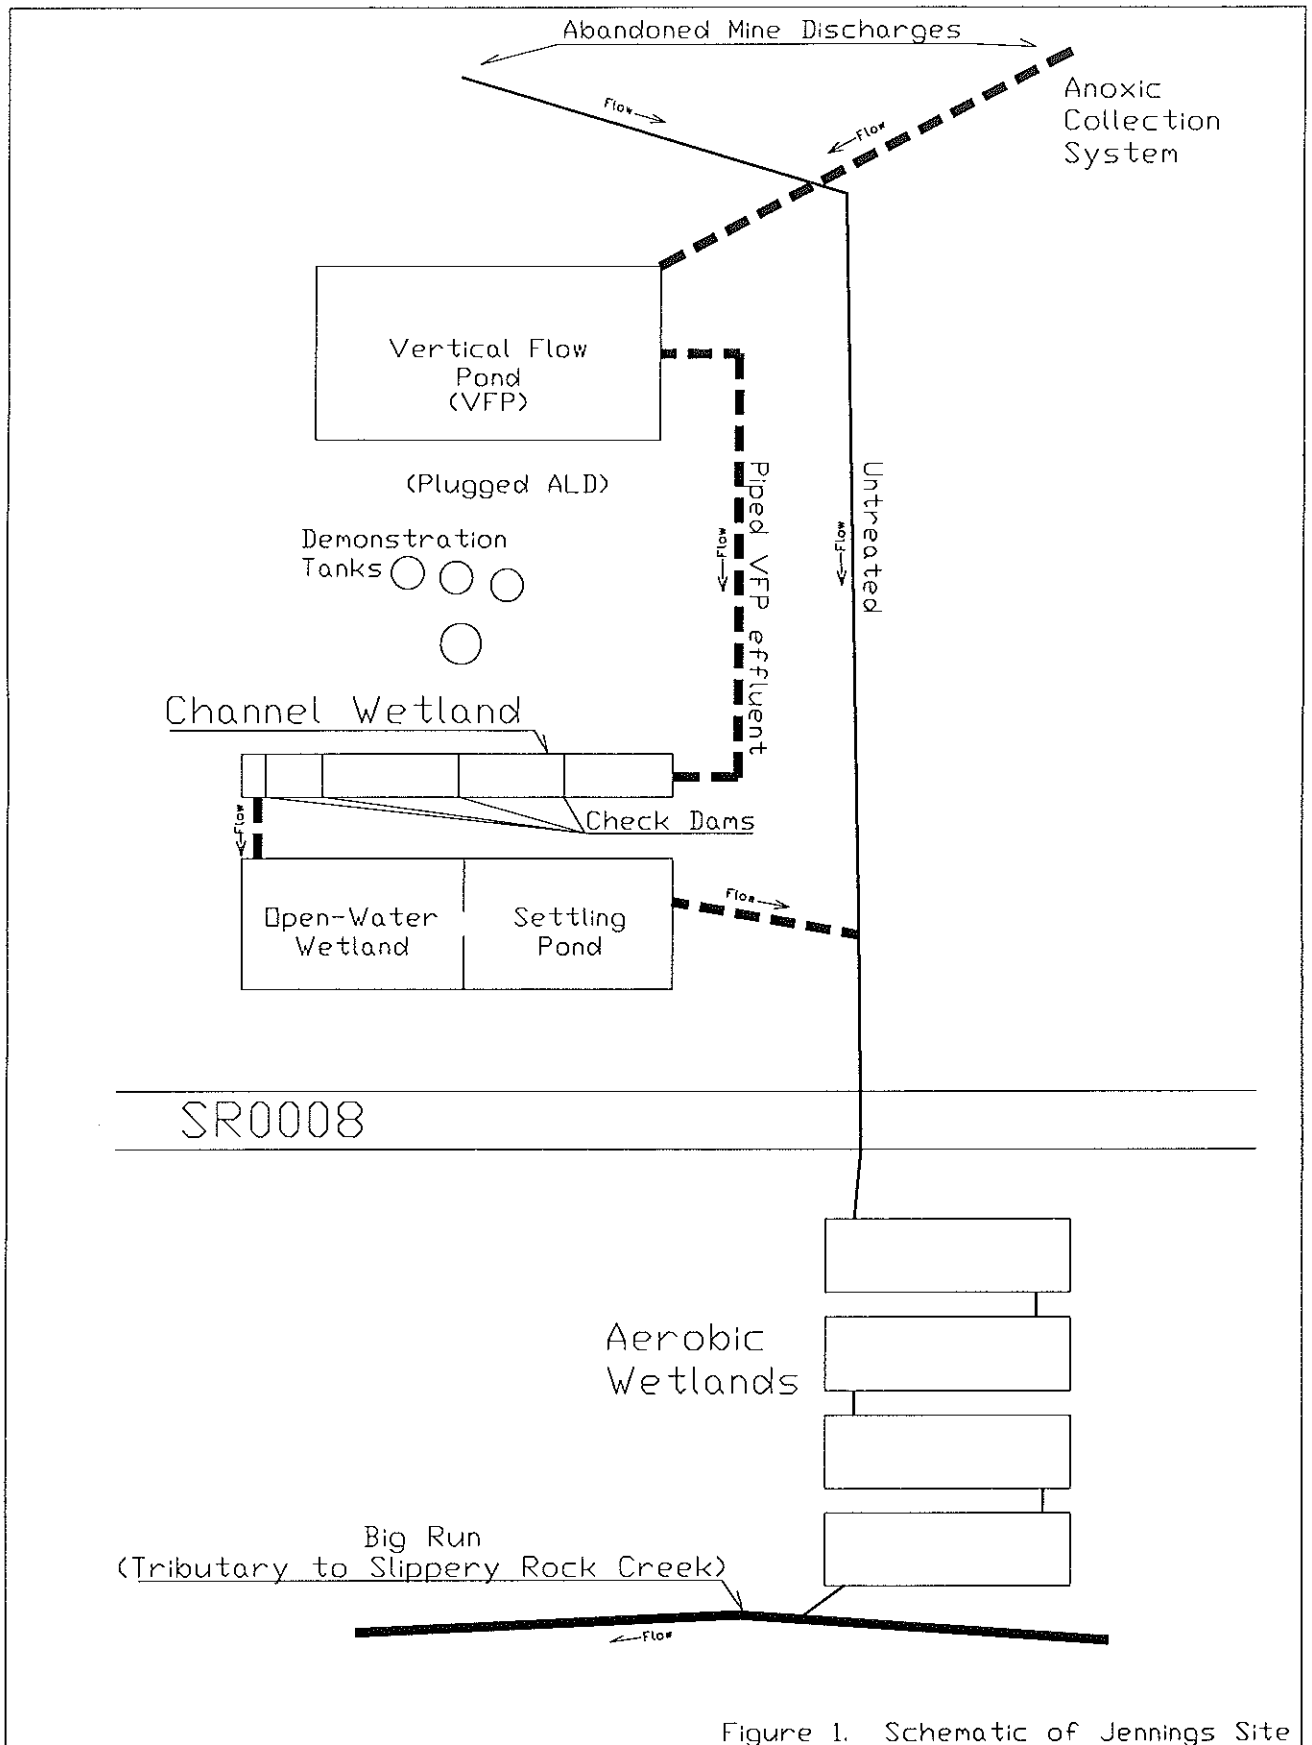 Abandoned Mine Discharges
Anoxic
Collection
System
Flow
Flow
Vertical Flow
Pond
(VFP)
(Plugged ALD)
Piped VFP effluent
Flow
Untreated
Flow
Demonstration
Tanks
Channel Wetland
Check Dams
Flow
Open-Water
Wetland
Settling
Pond
Flow
SR0008
Aerobic
Wetlands
Big Run
(Tributary to Slippery Rock Creek)
Flow
Figure 1. Schematic of Jennings Site